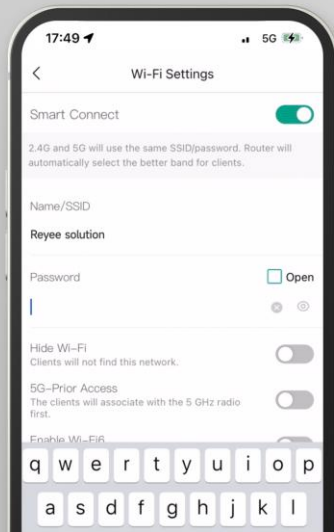 17:49 5G
Wi-Fi Settings
Smart Connect
2.4G and 5G will use the same SSID/password. Router will
automatically select the better band for clients.
Name/SSID
Reyee solution
Password Open
Hide Wi-Fi
Clients will not find this network.
5G-Prior Access
The clients will associate with the 5 GHz radio
first.
Enable Wi-Fi6
q w e r t y u i o p
a s d f g h j k l